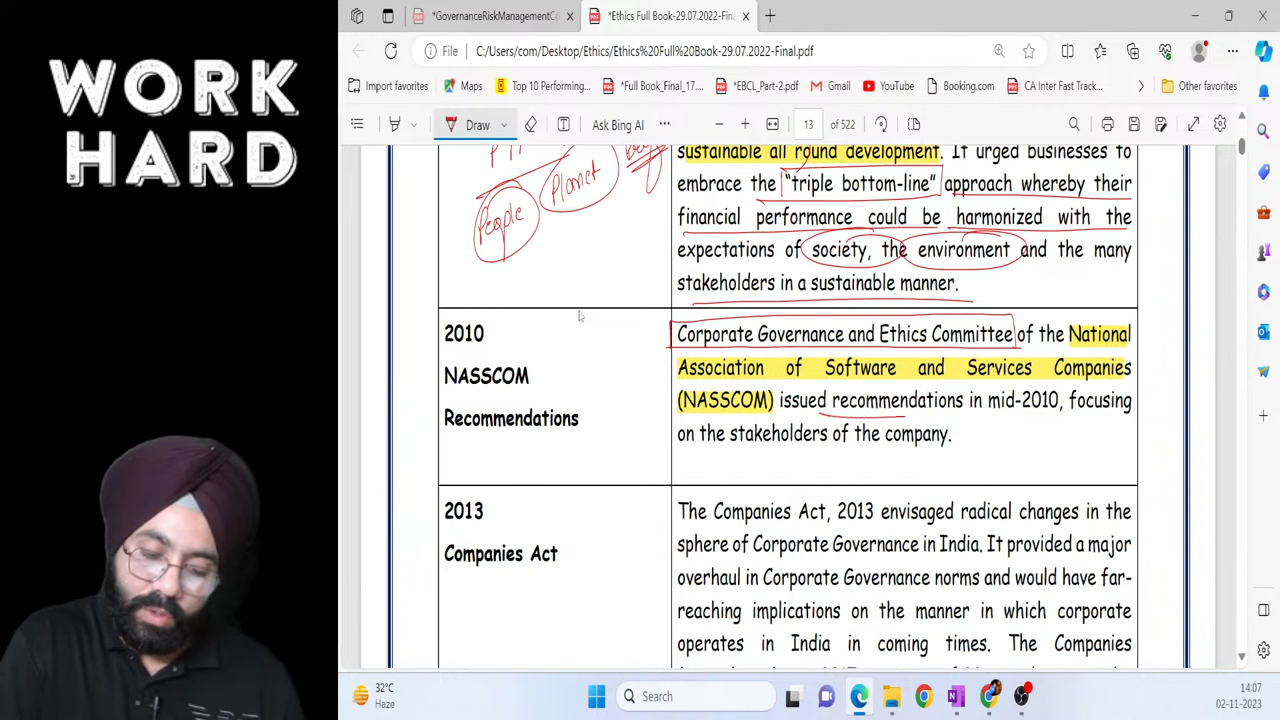 WORK
HARD
*GovernanceRiskManagementCo
*Ethics Full Book-29.07.2022-Final
File
C:/Users/com/Desktop/Ethics/Ethics%20Full%20Book-29.07.2022-Final.pdf
Import favorites
Maps
Top 10 Performing...
*Full Book_Final_17....
*EBCL_Part-2.pdf
Gmail
YouTube
Booking.com
CA Inter Fast Track...
Other favorites
Draw
Ask Bing AI
13 of 522
sustainable all round development. It urged businesses to
embrace the "triple bottom-line" approach whereby their
financial performance could be harmonized with the
expectations of society, the environment and the many
stakeholders in a sustainable manner.
Planet
People
2010
NASSCOM
Recommendations
Corporate Governance and Ethics Committee of the National
Association of Software and Services Companies
(NASSCOM) issued recommendations in mid-2010, focusing
on the stakeholders of the company.
2013
Companies Act
The Companies Act, 2013 envisaged radical changes in the
sphere of Corporate Governance in India. It provided a major
overhaul in Corporate Governance norms and would have far-
reaching implications on the manner in which corporate
operates in India in coming times. The Companies
32°C
Haze
Search
14:07
02-11-2023